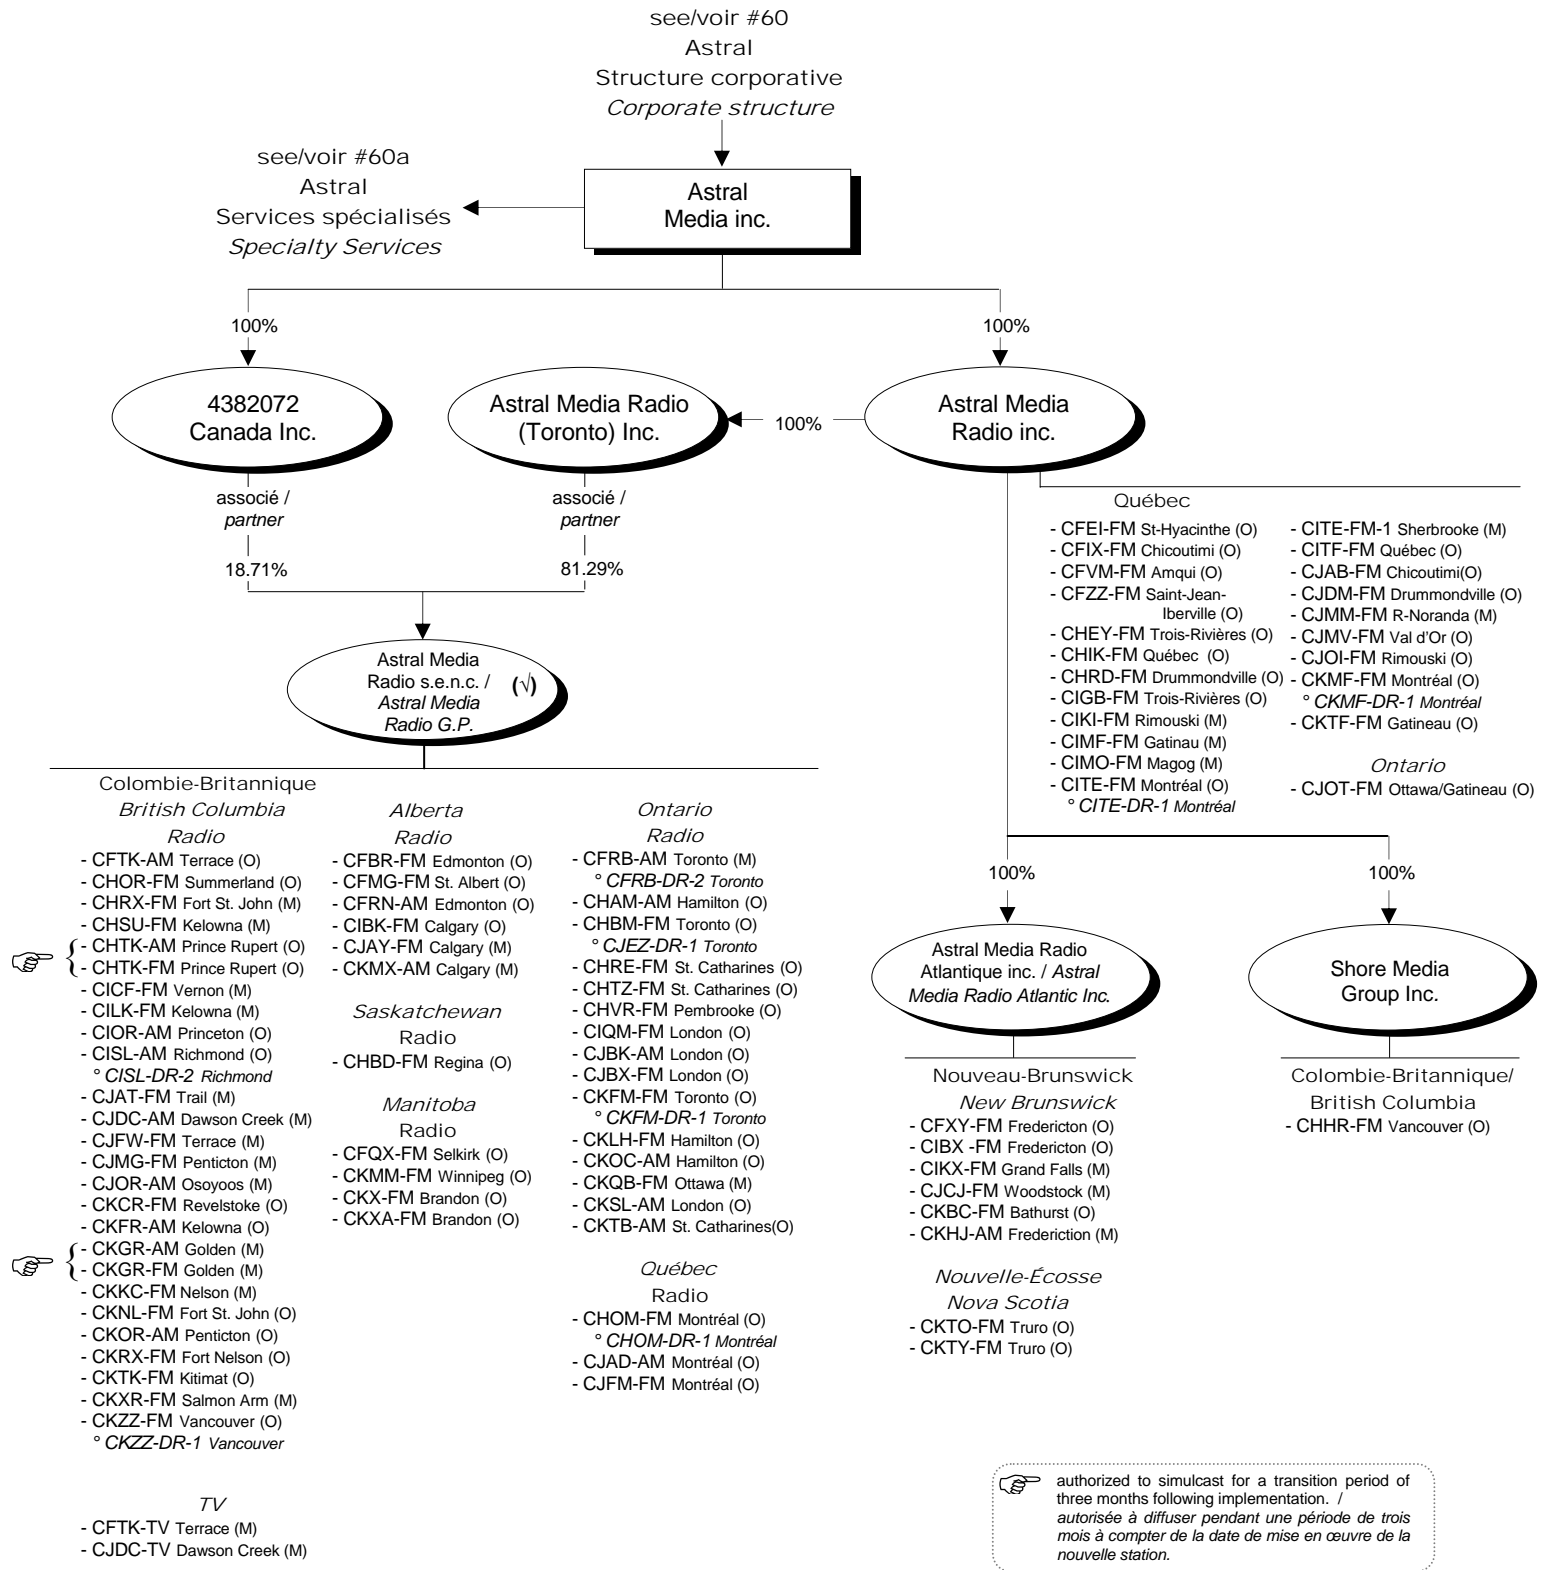 see/voir #60
Astral
Structure corporative
Corporate structure
see/voir #60a
Astral
Services spécialisés
Specialty Services
Astral
Media inc.
100%
100%
4382072
Canada Inc.
Astral Media Radio
(Toronto) Inc.
100%
Astral Media
Radio inc.
associé /
partner
associé /
partner
18.71%
81.29%
Astral Media
Radio s.e.n.c. /
Astral Media
Radio G.P.
(√)
Québec
- CFEI-FM St-Hyacinthe (O)
- CFIX-FM Chicoutimi (O)
- CFVM-FM Amqui (O)
- CFZZ-FM Saint-Jean-
Iberville (O)
- CHEY-FM Trois-Rivières (O)
- CHIK-FM Québec (O)
- CHRD-FM Drummondville (O)
- CIGB-FM Trois-Rivières (O)
- CIKI-FM Rimouski (M)
- CIMF-FM Gatinau (M)
- CIMO-FM Magog (M)
- CITE-FM Montréal (O)
° CITE-DR-1 Montréal
- CITE-FM-1 Sherbrooke (M)
- CITF-FM Québec (O)
- CJAB-FM Chicoutimi(O)
- CJDM-FM Drummondville (O)
- CJMM-FM R-Noranda (M)
- CJMV-FM Val d'Or (O)
- CJOI-FM Rimouski (O)
- CKMF-FM Montréal (O)
° CKMF-DR-1 Montréal
- CKTF-FM Gatineau (O)
Ontario
- CJOT-FM Ottawa/Gatineau (O)
Colombie-Britannique
British Columbia
Radio
- CFTK-AM Terrace (O)
- CHOR-FM Summerland (O)
- CHRX-FM Fort St. John (M)
- CHSU-FM Kelowna (M)
- CHTK-AM Prince Rupert (O)
- CHTK-FM Prince Rupert (O)
- CICF-FM Vernon (M)
- CILK-FM Kelowna (M)
- CIOR-AM Princeton (O)
- CISL-AM Richmond (O)
° CISL-DR-2 Richmond
- CJAT-FM Trail (M)
- CJDC-AM Dawson Creek (M)
- CJFW-FM Terrace (M)
- CJMG-FM Penticton (M)
- CJOR-AM Osoyoos (M)
- CKCR-FM Revelstoke (O)
- CKFR-AM Kelowna (O)
- CKGR-AM Golden (M)
- CKGR-FM Golden (M)
- CKKC-FM Nelson (M)
- CKNL-FM Fort St. John (O)
- CKOR-AM Penticton (O)
- CKRX-FM Fort Nelson (O)
- CKTK-FM Kitimat (O)
- CKXR-FM Salmon Arm (M)
- CKZZ-FM Vancouver (O)
° CKZZ-DR-1 Vancouver
TV
- CFTK-TV Terrace (M)
- CJDC-TV Dawson Creek (M)
Alberta
Radio
- CFBR-FM Edmonton (O)
- CFMG-FM St. Albert (O)
- CFRN-AM Edmonton (O)
- CIBK-FM Calgary (O)
- CJAY-FM Calgary (M)
- CKMX-AM Calgary (M)
Saskatchewan
Radio
- CHBD-FM Regina (O)
Manitoba
Radio
- CFQX-FM Selkirk (O)
- CKMM-FM Winnipeg (O)
- CKX-FM Brandon (O)
- CKXA-FM Brandon (O)
Ontario
Radio
- CFRB-AM Toronto (M)
° CFRB-DR-2 Toronto
- CHAM-AM Hamilton (O)
- CHBM-FM Toronto (O)
° CJEZ-DR-1 Toronto
- CHRE-FM St. Catharines (O)
- CHTZ-FM St. Catharines (O)
- CHVR-FM Pembrooke (O)
- CIQM-FM London (O)
- CJBK-AM London (O)
- CJBX-FM London (O)
- CKFM-FM Toronto (O)
° CKFM-DR-1 Toronto
- CKLH-FM Hamilton (O)
- CKOC-AM Hamilton (O)
- CKQB-FM Ottawa (M)
- CKSL-AM London (O)
- CKTB-AM St. Catharines(O)
Québec
Radio
- CHOM-FM Montréal (O)
° CHOM-DR-1 Montréal
- CJAD-AM Montréal (O)
- CJFM-FM Montréal (O)
100%
100%
Astral Media Radio
Atlantique inc. / Astral
Media Radio Atlantic Inc.
Shore Media
Group Inc.
Nouveau-Brunswick
New Brunswick
- CFXY-FM Fredericton (O)
- CIBX -FM Fredericton (O)
- CIKX-FM Grand Falls (M)
- CJCJ-FM Woodstock (M)
- CKBC-FM Bathurst (O)
- CKHJ-AM Frederiction (M)
Nouvelle-Écosse
Nova Scotia
- CKTO-FM Truro (O)
- CKTY-FM Truro (O)
Colombie-Britannique/
British Columbia
- CHHR-FM Vancouver (O)
authorized to simulcast for a transition period of
three months following implementation. /
autorisée à diffuser pendant une période de trois
mois à compter de la date de mise en œuvre de la
nouvelle station.